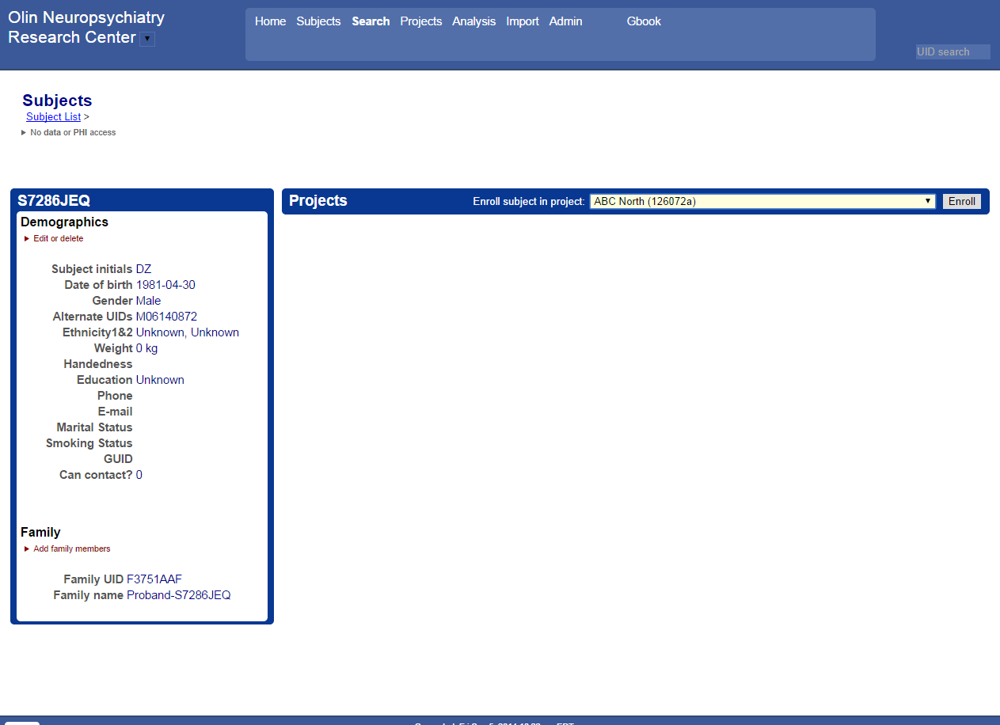 Olin Neuropsychiatry
Research Center
Home Subjects Search Projects Analysis Import Admin Gbook
UID search
Subjects
Subject List >
No data or PHI access
S7286JEQ
Projects Enroll subject in project: ABC North (126072a) Enroll
Demographics
Edit or delete
Subject initials DZ
Date of birth 1981-04-30
Gender Male
Alternate UIDs M06140872
Ethnicity1&2 Unknown, Unknown
Weight 0 kg
Handedness
Education Unknown
Phone
E-mail
Marital Status
Smoking Status
GUID
Can contact? 0
Family
Add family members
Family UID F3751AAF
Family name Proband-S7286JEQ